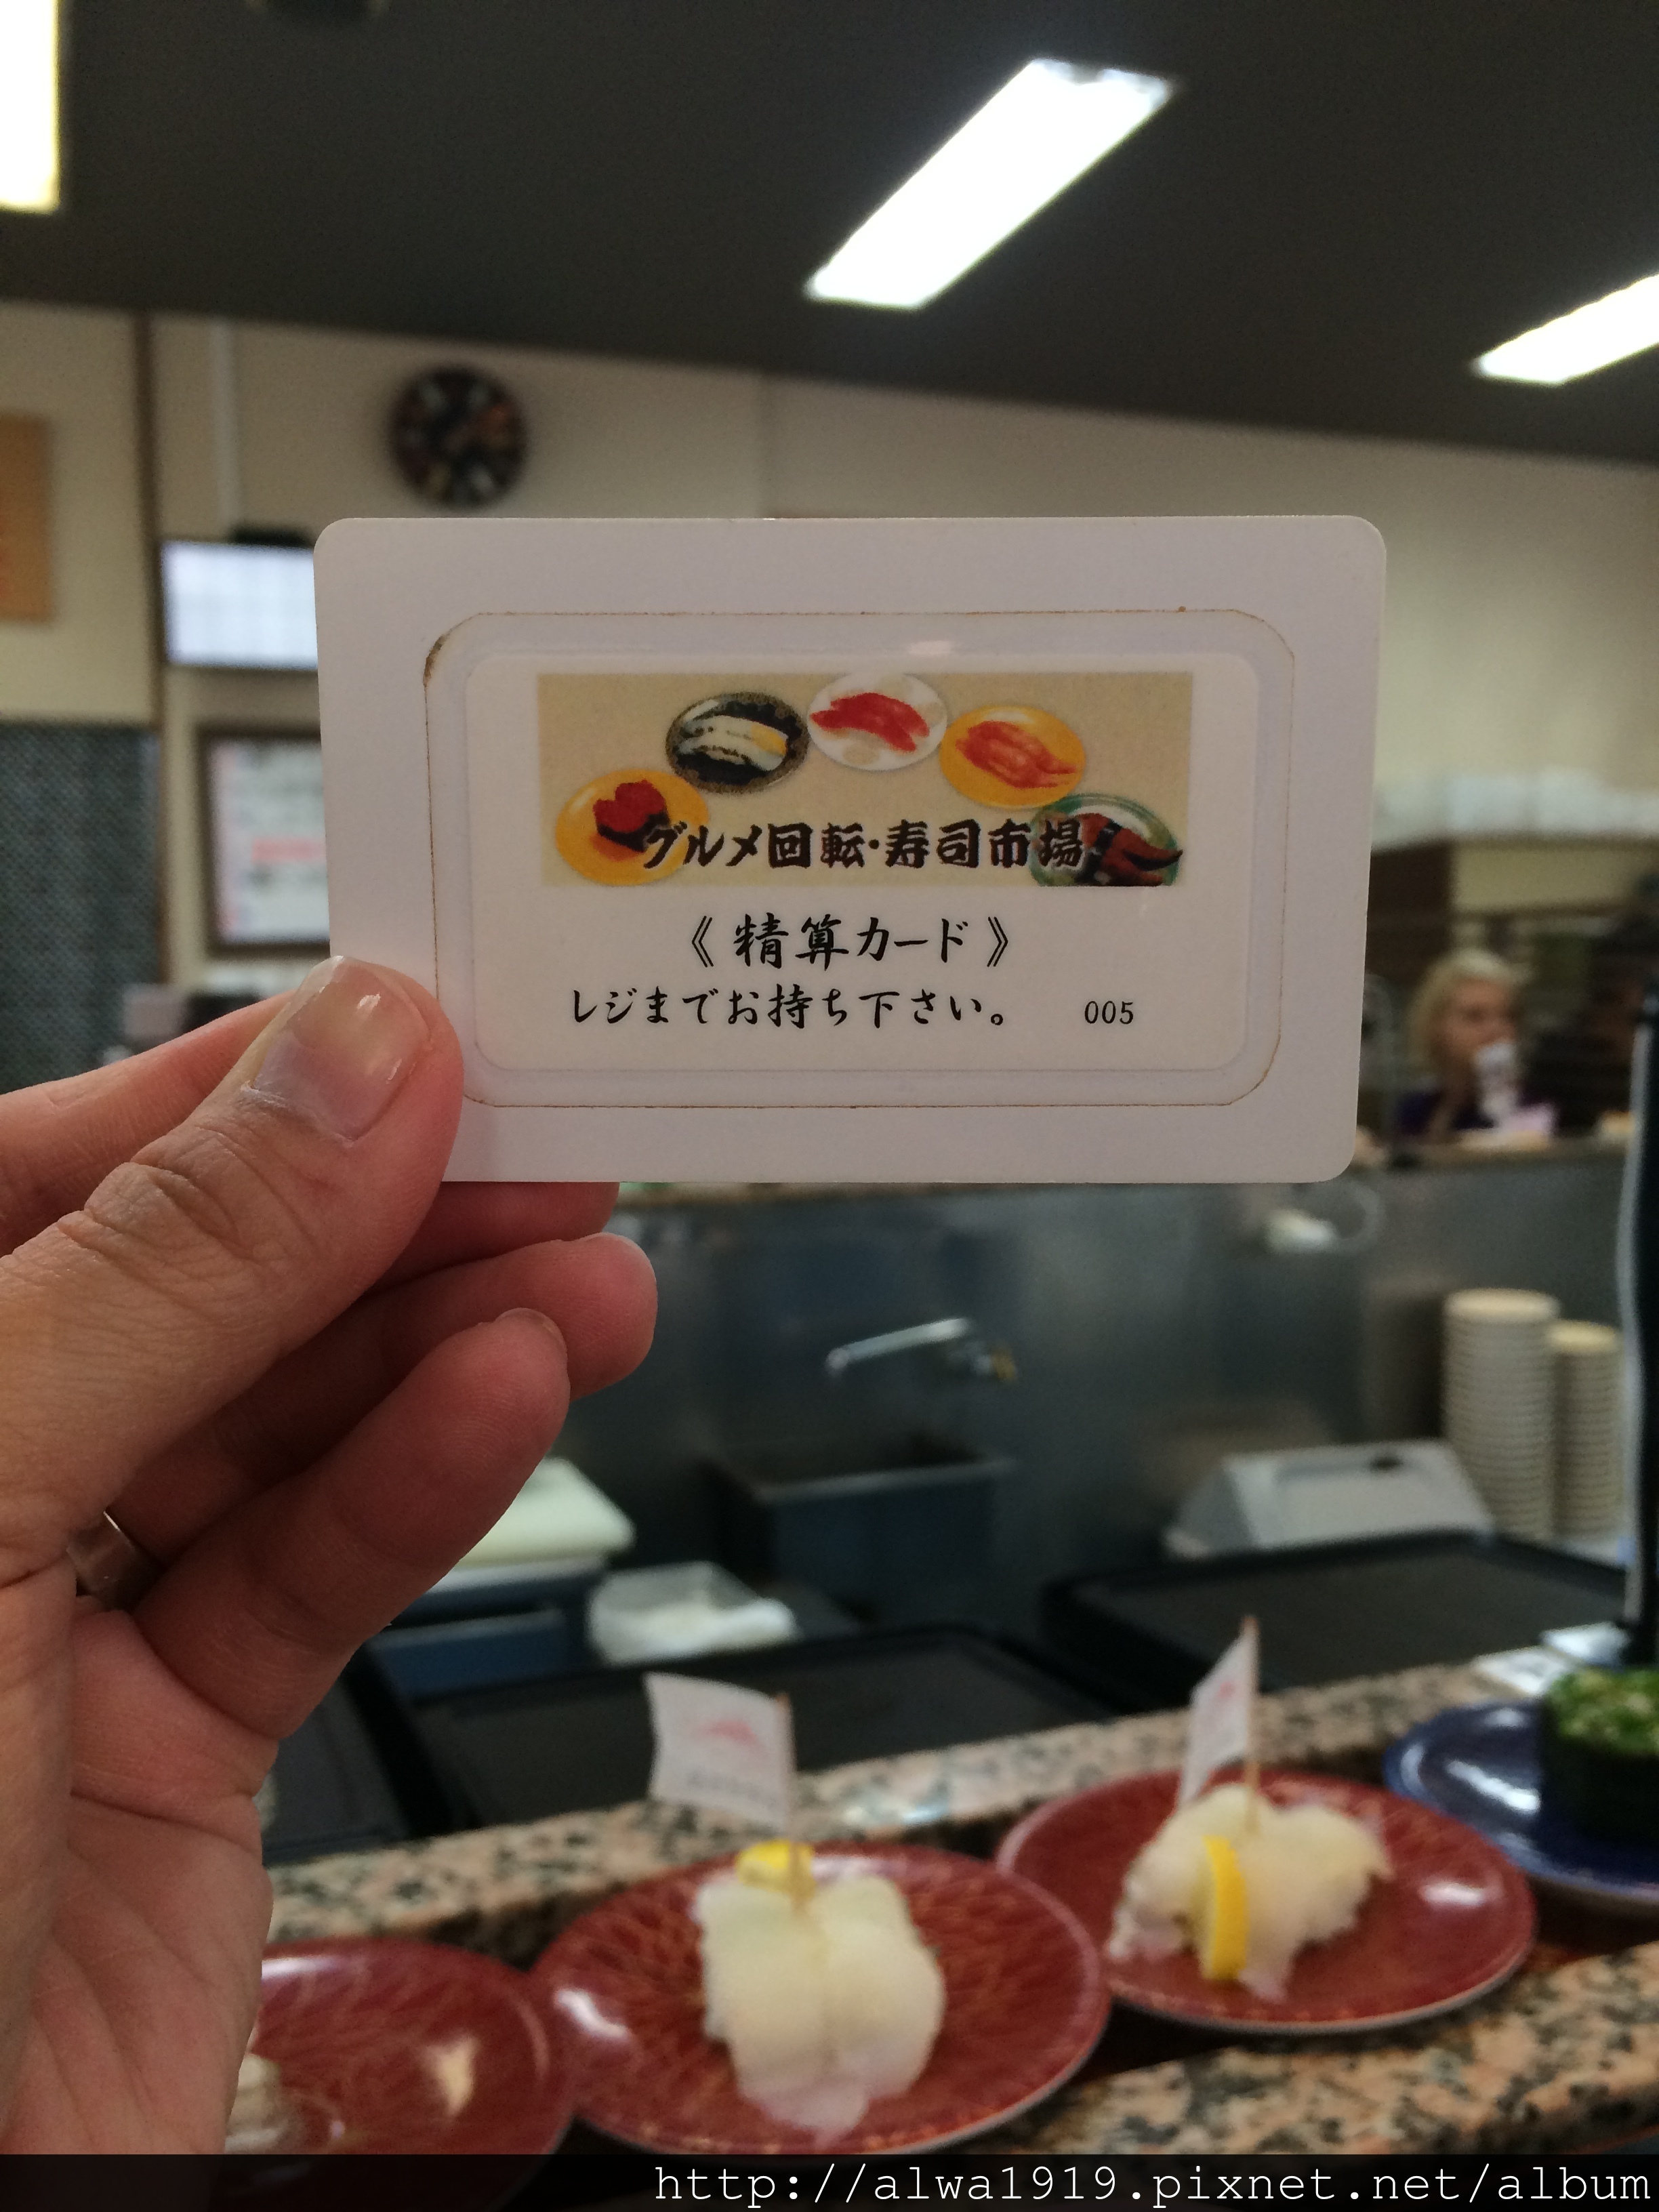 グルメ回転・寿司市場
《 精算カード 》
レジまでお持ち下さい。 005
http://alwa1919.pixnet.net/album